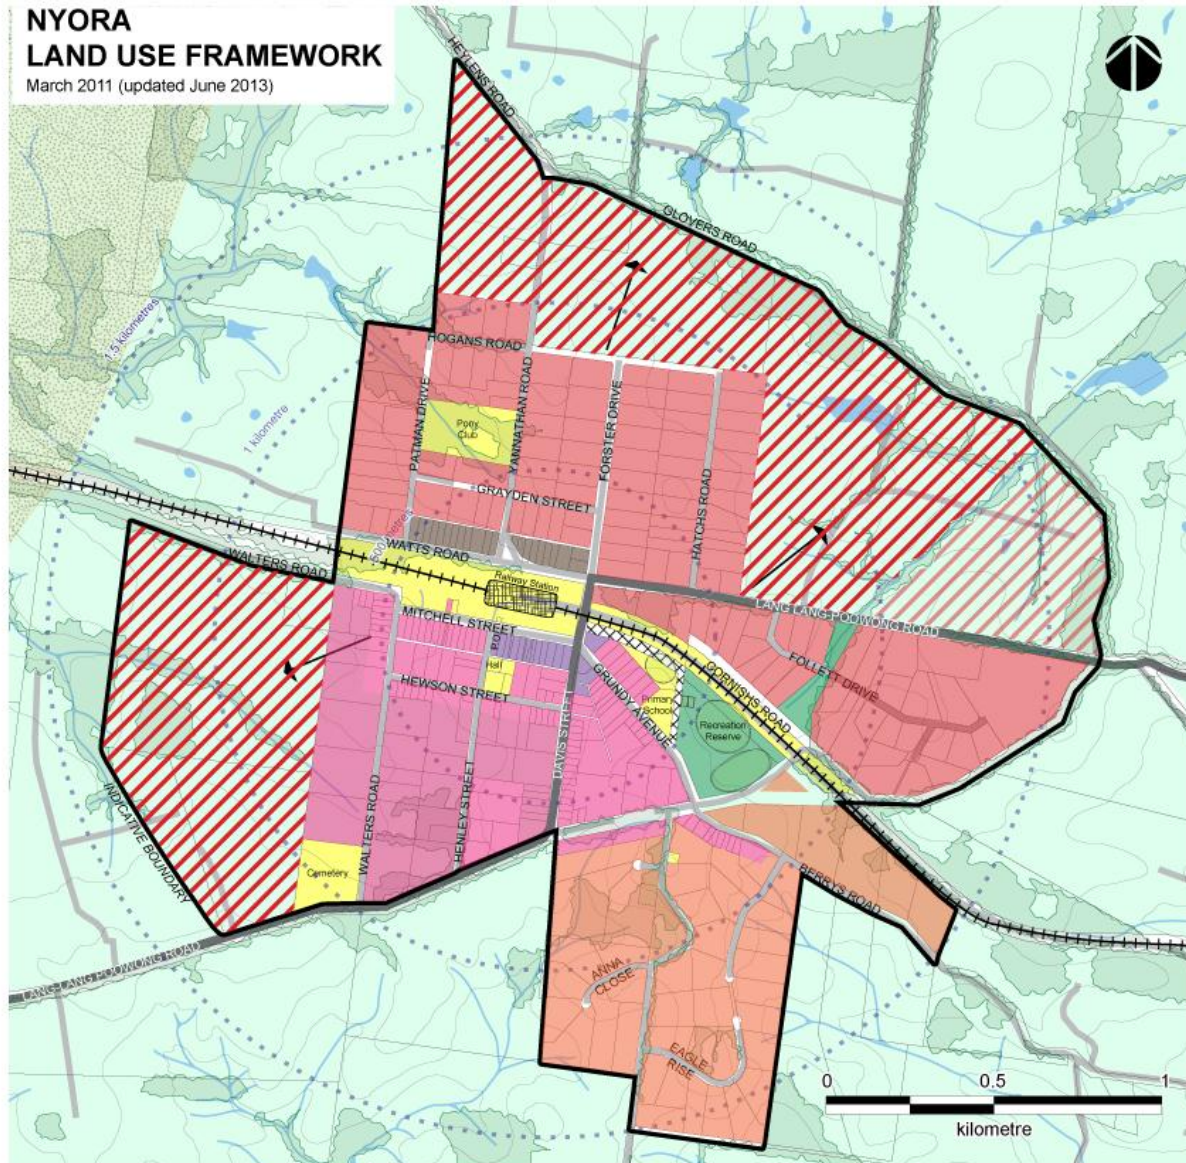 NYORA
LAND USE FRAMEWORK
March 2011 (updated June 2013)
HEYLENS ROAD
GLOVERS ROAD
1.5 kilometres
1 kilometre
HOGANS ROAD
PATMAN DRIVE
YANNATHAN ROAD
FORSTER DRIVE
Pony
Club
GRAYDEN STREET
HATCHS ROAD
500 metres
WATTS ROAD
WALTERS ROAD
Railway Station
MITCHELL STREET
LANG LANG POOWONG ROAD
CORNISHS ROAD
FOLLETT DRIVE
Hall
HEWSON STREET
GRUNDY AVENUE
Primary
School
Recreation
Reserve
DAVIS STREET
WALTERS ROAD
HENLEY STREET
INDICATIVE BOUNDARY
Cemetery
BERRYS ROAD
LANG LANG POOWONG ROAD
ANNA
CLOSE
EAGLE
RISE
0 0.5 1
kilometre